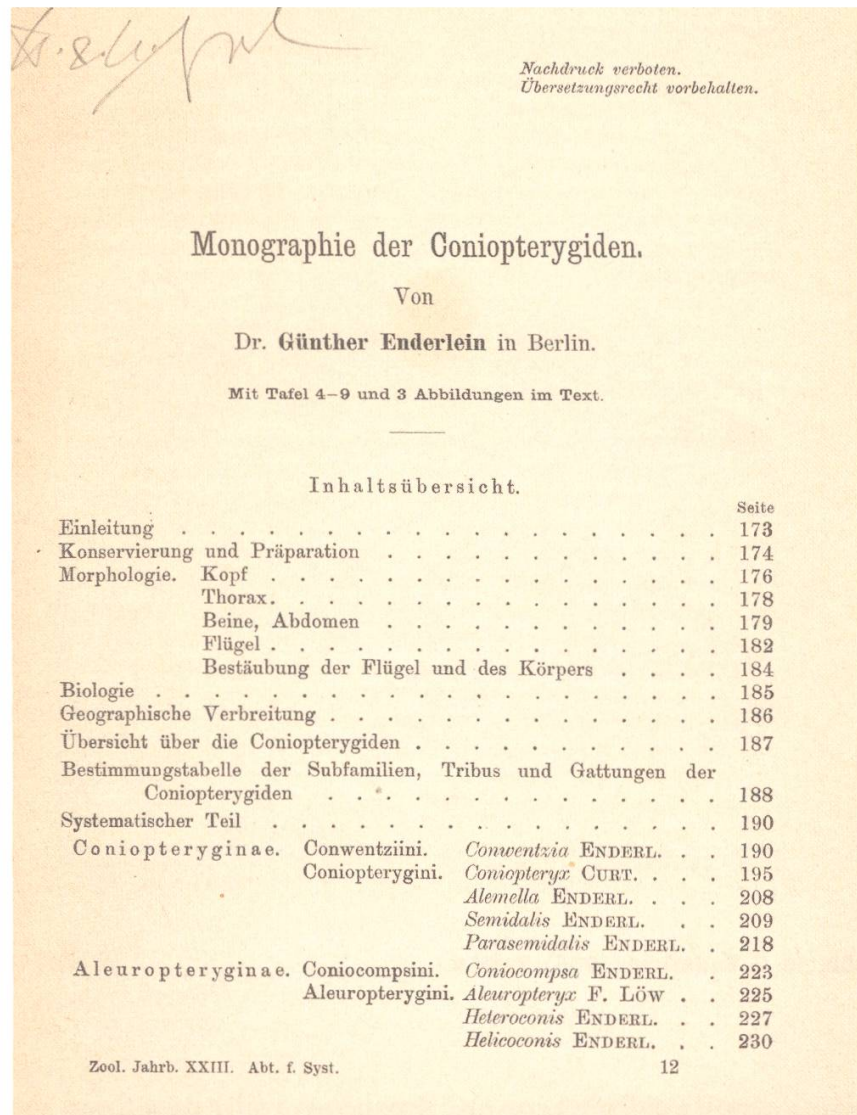 Nachdruck verboten.
Übersetzungsrecht vorbehalten.
Monographie der Coniopterygiden.
Von
Dr. Günther Enderlein in Berlin.
Mit Tafel 4–9 und 3 Abbildungen im Text.
Inhaltsübersicht.
Seite
Einleitung . . . . . . . . . . . . . . . . . . . 173
Konservierung und Präparation . . . . . . . . . . . . 174
Morphologie. Kopf . . . . . . . . . . . . . . . . 176
Thorax. . . . . . . . . . . . . . . . 178
Beine, Abdomen . . . . . . . . . . . . 179
Flügel . . . . . . . . . . . . . . . . 182
Bestäubung der Flügel und des Körpers . . . . 184
Biologie . . . . . . . . . . . . . . . . . . . . 185
Geographische Verbreitung . . . . . . . . . . . . . . 186
Übersicht über die Coniopterygiden . . . . . . . . . . . 187
Bestimmungstabelle der Subfamilien, Tribus und Gattungen der
Coniopterygiden . . . . . . . . . . . . . . 188
Systematischer Teil . . . . . . . . . . . . . . . . 190
Coniopteryginae. Conwentziini. Conwentzia ENDERL. . . 190
Coniopterygini. Coniopteryx CURT. . . . 195
Alemella ENDERL. . . . 208
Semidalis ENDERL. . . 209
Parasemidalis ENDERL. . 218
Aleuropteryginae. Coniocompsini. Coniocompsa ENDERL. . 223
Aleuropterygini. Aleuropteryx F. LÖW . . 225
Heteroconis ENDERL. . . 227
Helicoconis ENDERL. . . 230
Zool. Jahrb. XXIII. Abt. f. Syst. 12